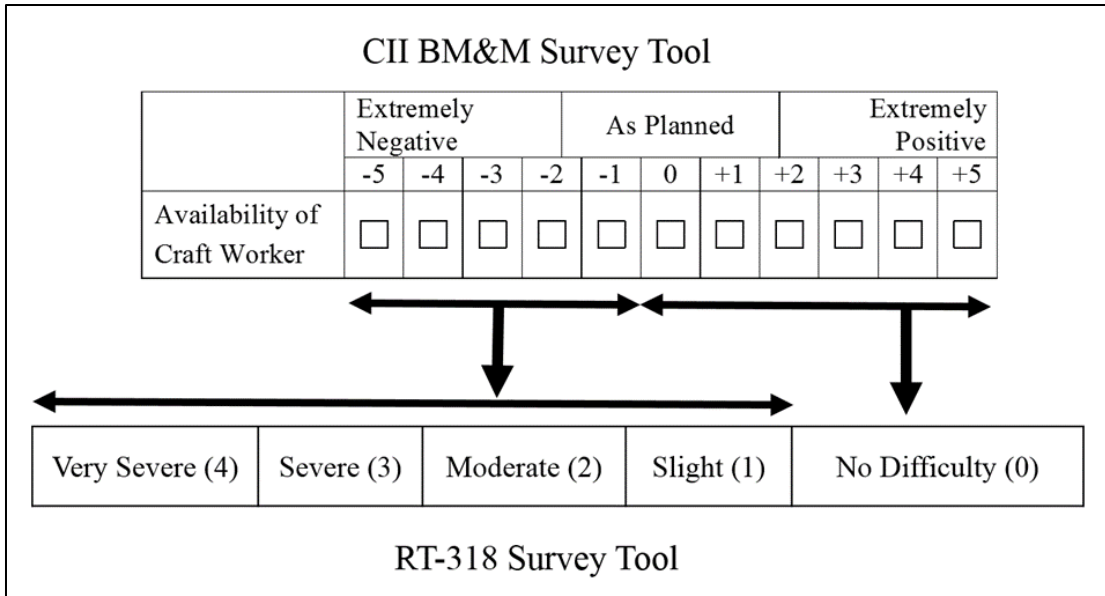 CII BM&M Survey Tool
Extremely Negative As Planned Extremely Positive
-5 -4 -3 -2 -1 0 +1 +2 +3 +4 +5
Availability of
Craft Worker
Very Severe (4) Severe (3) Moderate (2) Slight (1) No Difficulty (0)
RT-318 Survey Tool